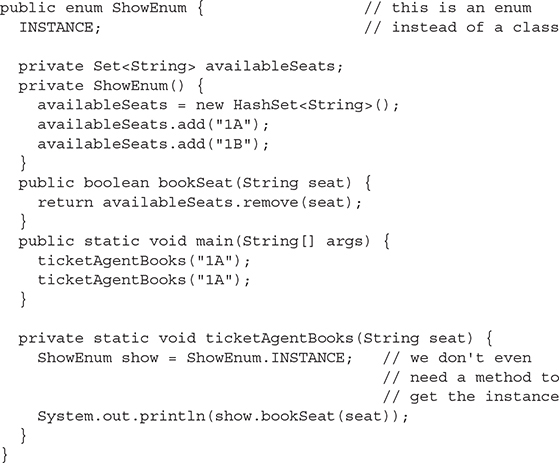 public enum ShowEnum {                // this is an enum
  INSTANCE;                           // instead of a class

  private Set<String> availableSeats;
  private ShowEnum() {
    availableSeats = new HashSet<String>();
    availableSeats.add("1A");
    availableSeats.add("1B");
  }
  public boolean bookSeat(String seat) {
    return availableSeats.remove(seat);
  }
  public static void main(String[] args) {
    ticketAgentBooks("1A");
    ticketAgentBooks("1A");
  }

  private static void ticketAgentBooks(String seat) {
    ShowEnum show = ShowEnum.INSTANCE;   // we don't even
                                         // need a method to
                                         // get the instance
    System.out.println(show.bookSeat(seat));
  }
}